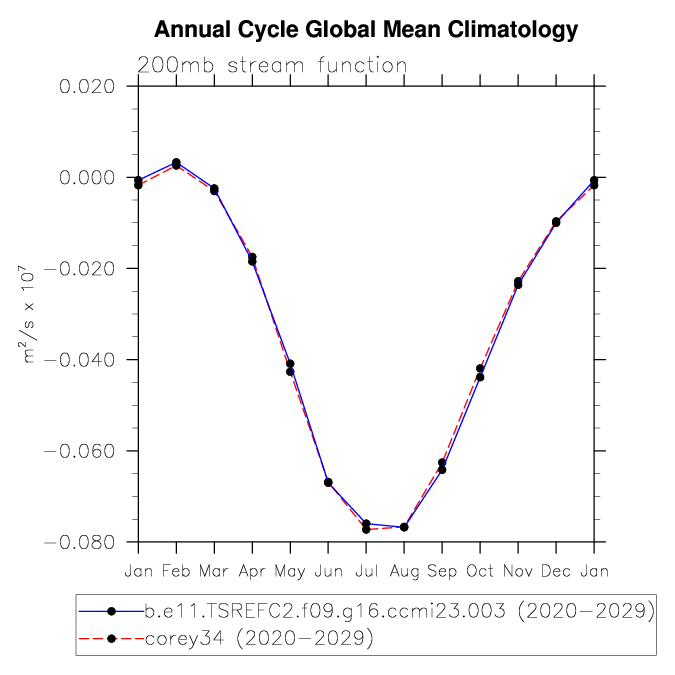 Annual Cycle Global Mean Climatology
200mb stream function
0.020
0.000
−0.020
−0.040
−0.060
−0.080
m²/s x 10⁷
Jan Feb Mar Apr May Jun Jul Aug Sep Oct Nov Dec Jan
b.e11.TSREFC2.f09.g16.ccmi23.003 (2020−2029)
corey34 (2020−2029)